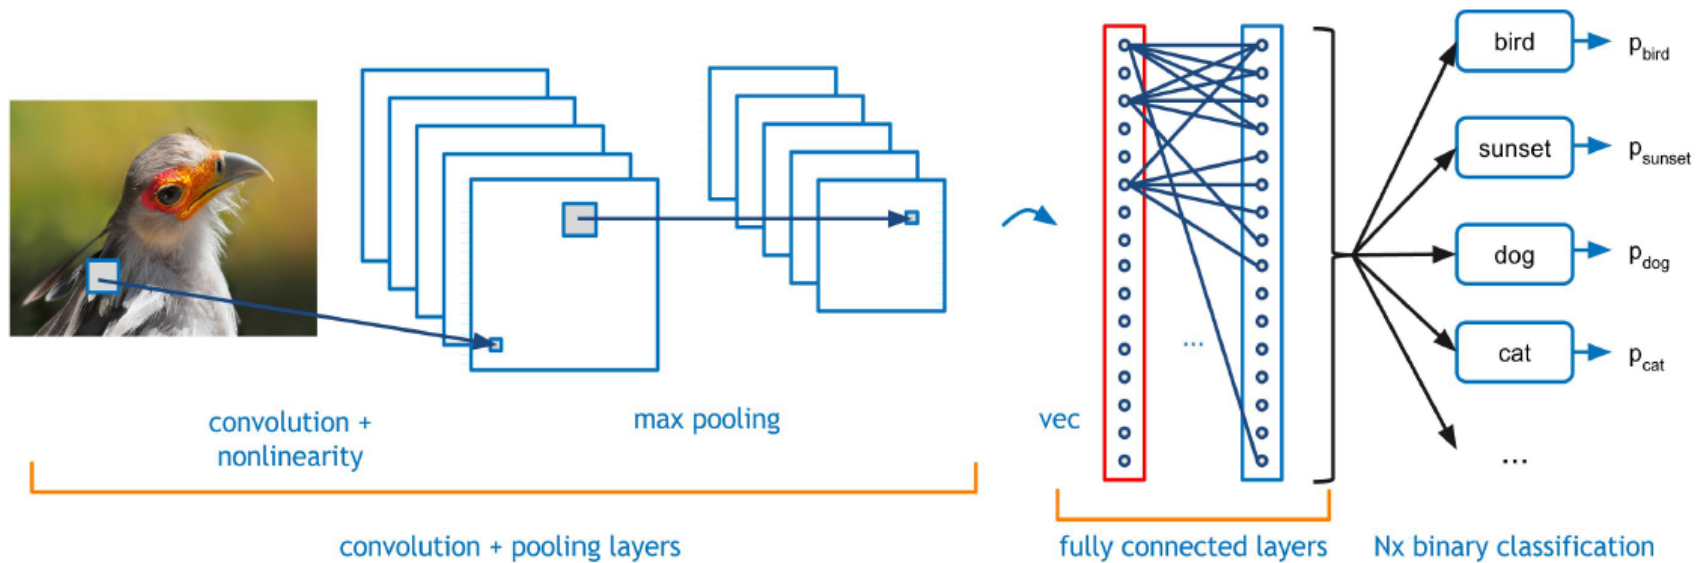 bird
p_bird
sunset
p_sunset
dog
p_dog
cat
p_cat
...
...
convolution +
nonlinearity
max pooling
vec
convolution + pooling layers
fully connected layers
Nx binary classification